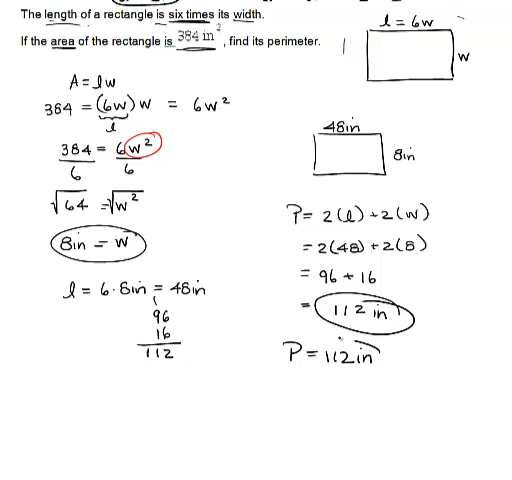 The length of a rectangle is six times its width.
If the area of the rectangle is 384 in², find its perimeter.
l = 6w
w
A = lw
384 = (6w)w = 6w²
l
384 = 6w²
6 6
√64 = √w²
8in = w
l = 6 · 8in = 48in
96
16
112
48in
8in
P = 2(l) + 2(w)
= 2(48) + 2(8)
= 96 + 16
= 112 in
P = 112in